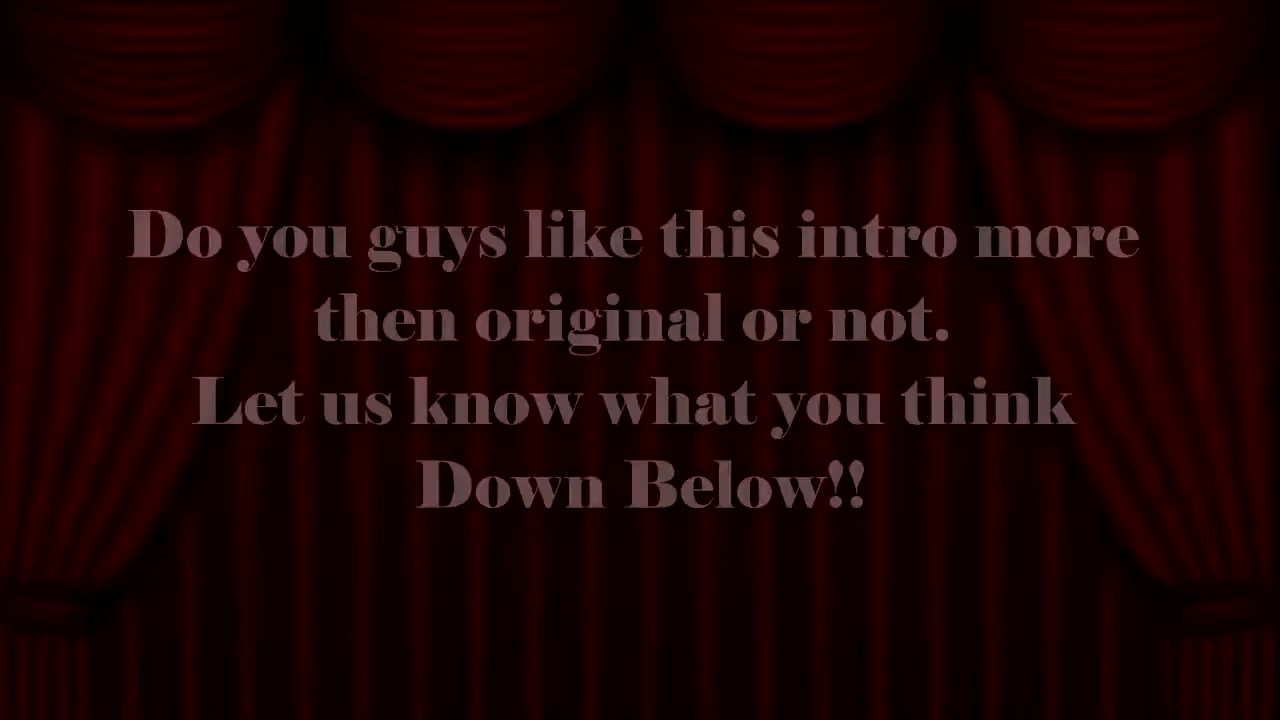 Do you guys like this intro more
then original or not.
Let us know what you think
Down Below!!